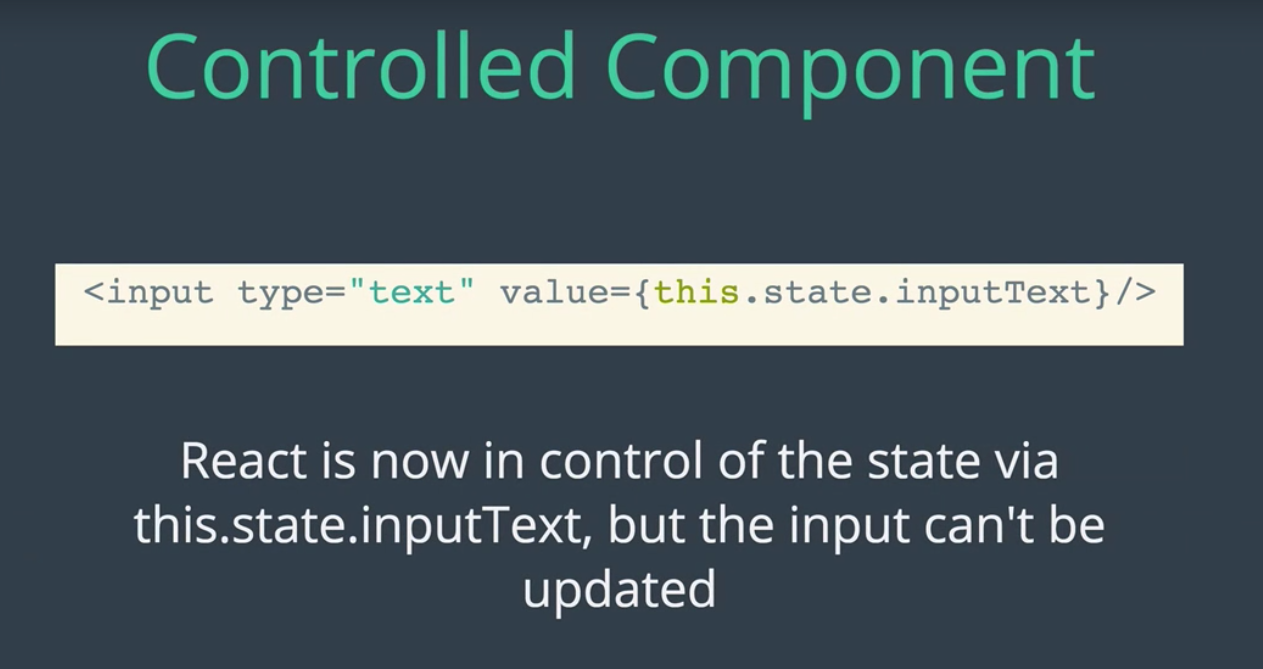 Controlled Component
<input type="text" value={this.state.inputText}/>
React is now in control of the state via
this.state.inputText, but the input can't be
updated